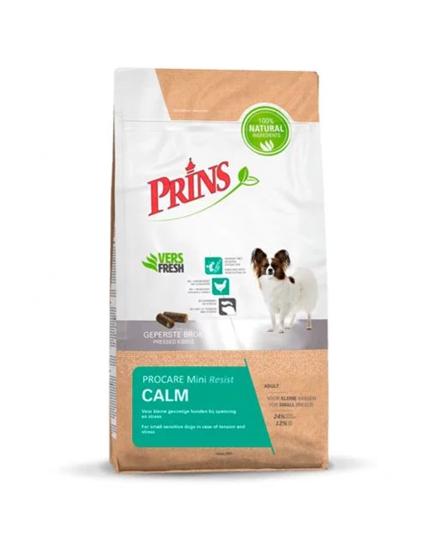 100%
NATURAL
INGREDIENTS
PRINS
VERS
FRESH
GEPERSTE BROK
PRESSED KIBBLE
PROCARE Mini Resist
CALM
Voor kleine gevoelige honden bij spanning
en stress
For small sensitive dogs in case of tension and
stress
ADULT
VOOR KLEINE RASSEN
FOR SMALL BREEDS
24%
12%